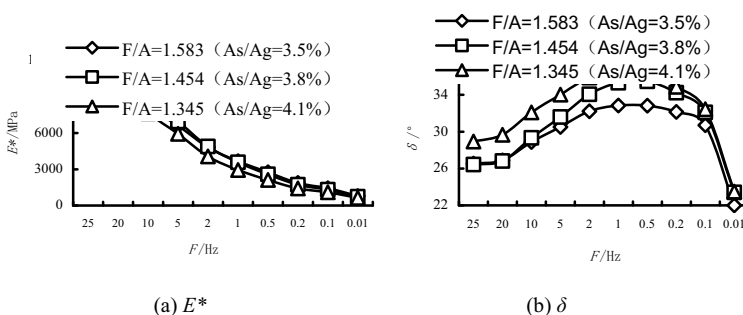 F/A=1.583（As/Ag=3.5%）
F/A=1.454（As/Ag=3.8%）
F/A=1.345（As/Ag=4.1%）
E*/MPa
6000
3000
0
25 20 10 5 2 1 0.5 0.2 0.1 0.01
F/Hz
(a) E*
F/A=1.583（As/Ag=3.5%）
F/A=1.454（As/Ag=3.8%）
F/A=1.345（As/Ag=4.1%）
δ/°
34
30
26
22
25 20 10 5 2 1 0.5 0.2 0.1 0.01
F/Hz
(b) δ